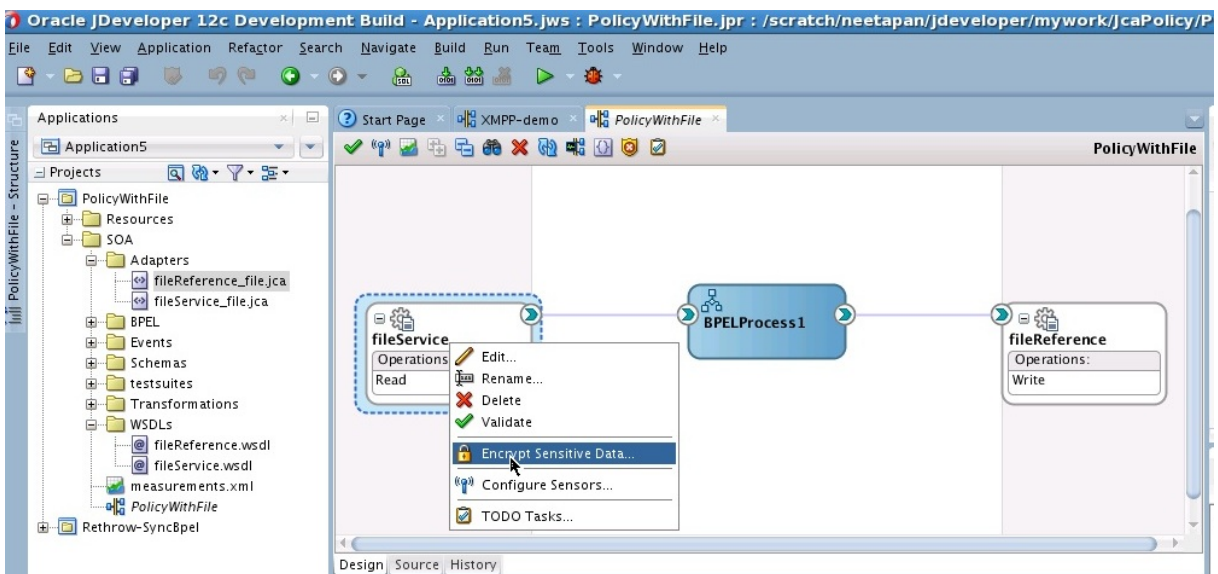 Oracle JDeveloper 12c Development Build - Application5.jws : PolicyWithFile.jpr : /scratch/neetapan/jdeveloper/mywork/JcaPolicy/P
File Edit View Application Refactor Search Navigate Build Run Team Tools Window Help
Applications
Start Page
XMPP-demo
PolicyWithFile
Application5
PolicyWithFile
Projects
PolicyWithFile - Structure
PolicyWithFile
Resources
SOA
Adapters
fileReference_file.jca
fileService_file.jca
BPEL
Events
Schemas
testsuites
Transformations
WSDLs
fileReference.wsdl
fileService.wsdl
measurements.xml
PolicyWithFile
Rethrow-SyncBpel
fileService
Operations
Read
BPELProcess1
fileReference
Operations:
Write
Edit...
Rename...
Delete
Validate
Encrypt Sensitive Data...
Configure Sensors...
TODO Tasks...
Design Source History